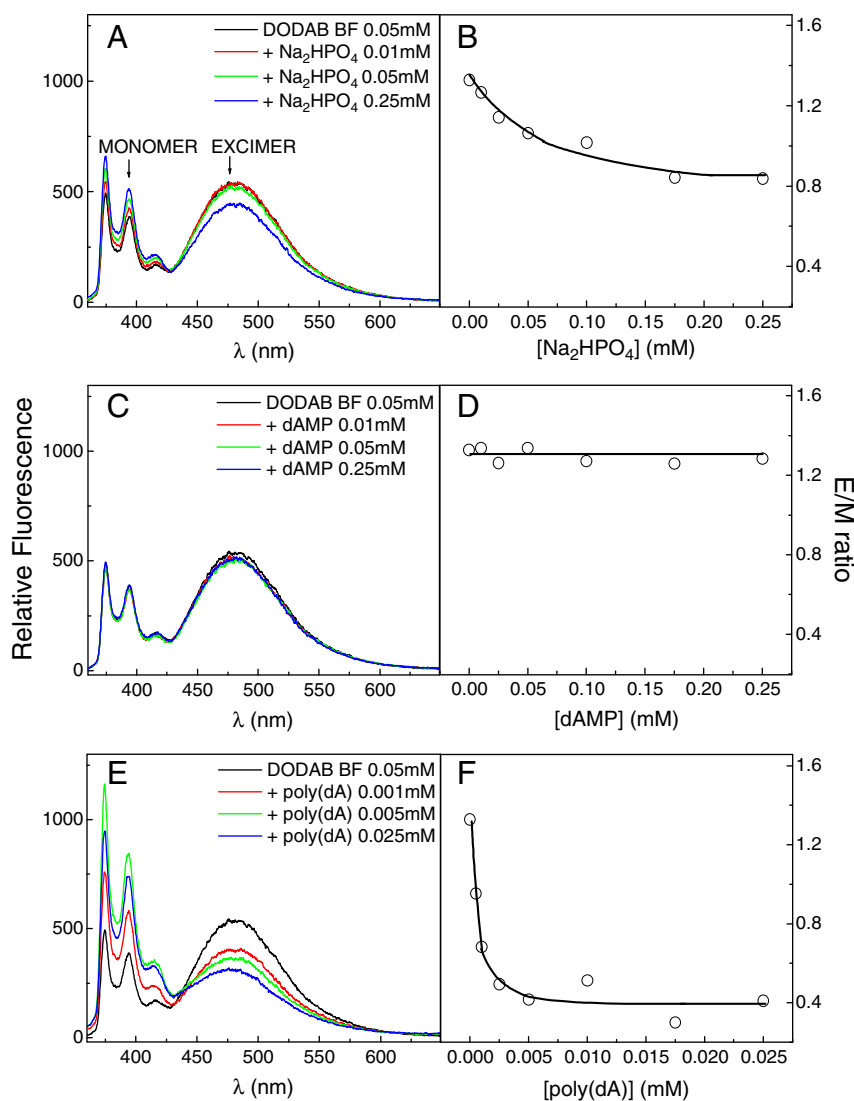 A
DODAB BF 0.05mM
+ Na₂HPO₄ 0.01mM
+ Na₂HPO₄ 0.05mM
+ Na₂HPO₄ 0.25mM
MONOMER EXCIMER
1000
500
0
400 450 500 550 600
λ (nm)
B
1.6
1.2
0.8
0.4
0.00 0.05 0.10 0.15 0.20 0.25
[Na₂HPO₄] (mM)
C
DODAB BF 0.05mM
+ dAMP 0.01mM
+ dAMP 0.05mM
+ dAMP 0.25mM
Relative Fluorescence
1000
500
0
400 450 500 550 600
λ (nm)
D
1.6
1.2
0.8
0.4
E/M ratio
0.00 0.05 0.10 0.15 0.20 0.25
[dAMP] (mM)
E
DODAB BF 0.05mM
+ poly(dA) 0.001mM
+ poly(dA) 0.005mM
+ poly(dA) 0.025mM
1000
500
0
400 450 500 550 600
λ (nm)
F
1.6
1.2
0.8
0.4
0.000 0.005 0.010 0.015 0.020 0.025
[poly(dA)] (mM)